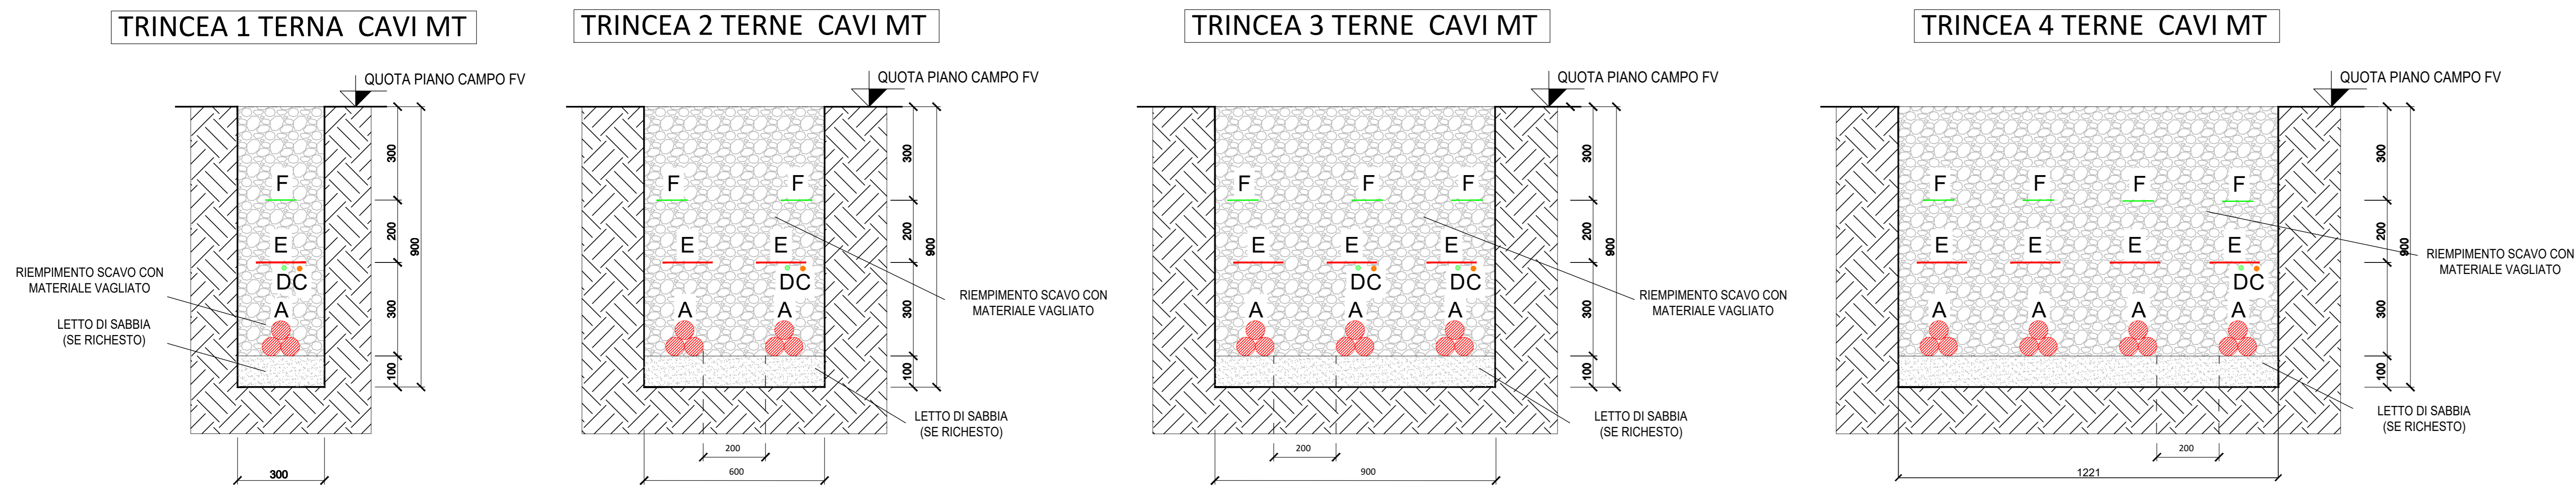 TRINCEA 1 TERNA CAVI MT
QUOTA PIANO CAMPO FV
F
E
DC
A
RIEMPIMENTO SCAVO CON
MATERIALE VAGLIATO
LETTO DI SABBIA
(SE RICHESTO)
300
200
300
100
900
300
TRINCEA 2 TERNE CAVI MT
QUOTA PIANO CAMPO FV
F F
E E
DC
A A
RIEMPIMENTO SCAVO CON
MATERIALE VAGLIATO
LETTO DI SABBIA
(SE RICHESTO)
300
200
300
100
900
200
600
TRINCEA 3 TERNE CAVI MT
QUOTA PIANO CAMPO FV
F F F
E E E
DC DC
A A A
RIEMPIMENTO SCAVO CON
MATERIALE VAGLIATO
LETTO DI SABBIA
(SE RICHESTO)
300
200
300
100
900
200
900
TRINCEA 4 TERNE CAVI MT
QUOTA PIANO CAMPO FV
F F F F
E E E E
DC
A A A A
RIEMPIMENTO SCAVO CON
MATERIALE VAGLIATO
LETTO DI SABBIA
(SE RICHESTO)
300
200
300
100
900
200
1221